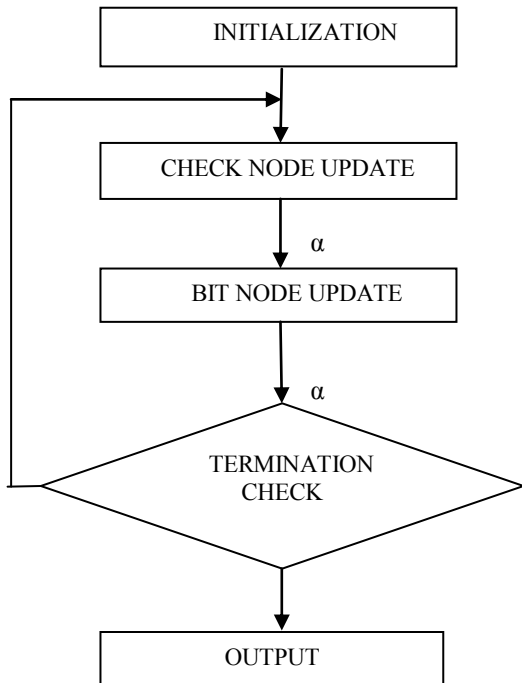 INITIALIZATION
CHECK NODE UPDATE
α
BIT NODE UPDATE
α
TERMINATION
CHECK
OUTPUT